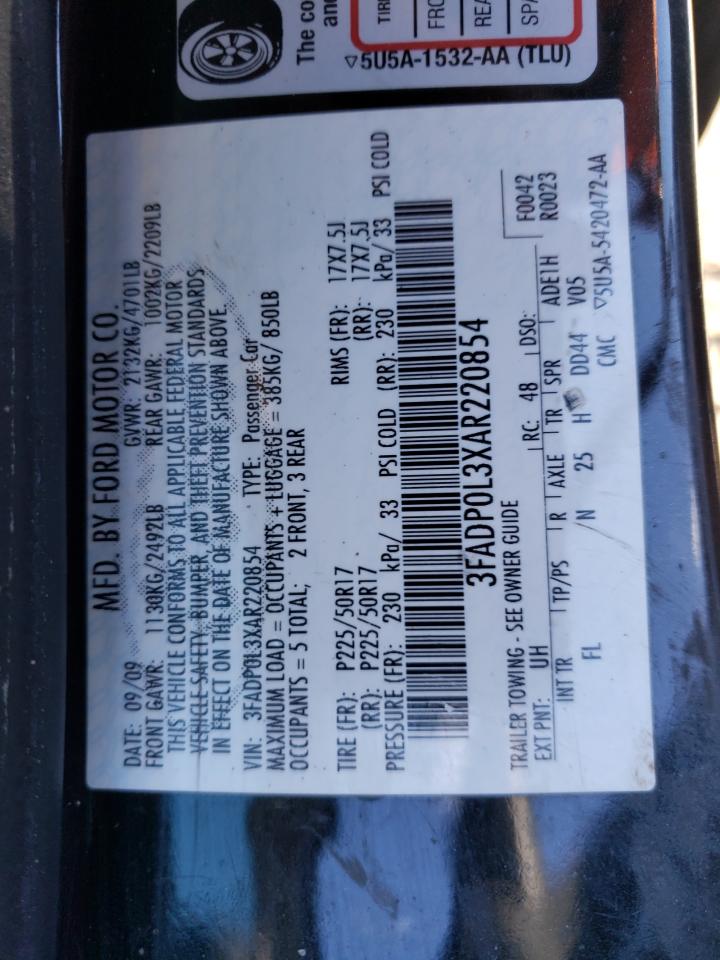 The co
an
TIRE
FRO
REA
SPA
▽5U5A-1532-AA (TLU)
MFD. BY FORD MOTOR CO.
DATE: 09/09 GVWR: 2132KG/4701LB
FRONT GAWR: 1130KG/2492LB REAR GAWR: 1002KG/2209LB
THIS VEHICLE CONFORMS TO ALL APPLICABLE FEDERAL MOTOR
VEHICLE SAFETY, BUMPER, AND THEFT PREVENTION STANDARDS
IN EFFECT ON THE DATE OF MANUFACTURE SHOWN ABOVE.
VIN: 3FADP0L3XAR220854 TYPE: Passenger Car
MAXIMUM LOAD = OCCUPANTS + LUGGAGE = 385KG/ 850LB
OCCUPANTS = 5 TOTAL; 2 FRONT, 3 REAR
TIRE (FR): P225/50R17 RIMS (FR): 17X7.5J
(RR): P225/50R17 (RR): 17X7.5J
PRESSURE (FR): 230 kPa/ 33 PSI COLD (RR): 230 kPa/ 33 PSI COLD
3FADP0L3XAR220854
TRAILER TOWING - SEE OWNER GUIDE F0042
EXT PNT: UH RC: 48 DSO: R0023
INT TR TP/PS R AXLE TR SPR ADE1H
FL /N 25 H DD44 V05
CMC ▽5U5A-5420472-AA